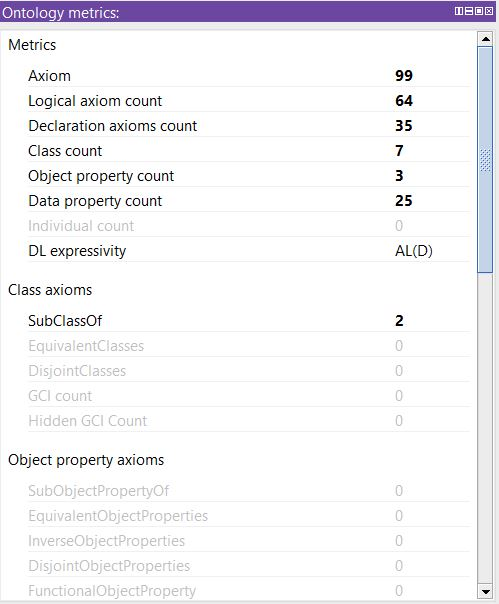 Ontology metrics:
Metrics
Axiom 99
Logical axiom count 64
Declaration axioms count 35
Class count 7
Object property count 3
Data property count 25
Individual count 0
DL expressivity AL(D)
Class axioms
SubClassOf 2
EquivalentClasses 0
DisjointClasses 0
GCI count 0
Hidden GCI Count 0
Object property axioms
SubObjectPropertyOf 0
EquivalentObjectProperties 0
InverseObjectProperties 0
DisjointObjectProperties 0
FunctionalObjectProperty 0